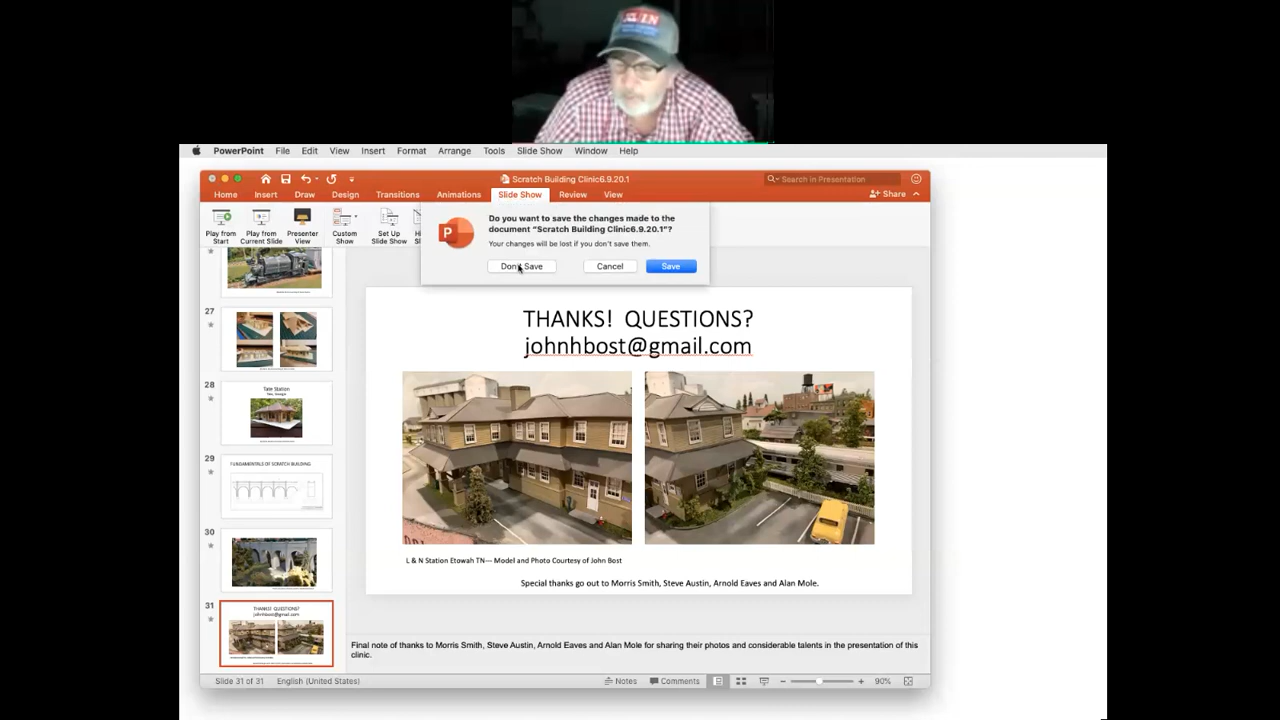 PowerPoint File Edit View Insert Format Arrange Tools Slide Show Window Help
Scratch Building Clinic6.9.20.1
Search in Presentation
Home Insert Draw Design Transitions Animations Slide Show Review View
Share
Play from Start
Play from Current Slide
Presenter View
Custom Show
Set Up Slide Show
Do you want to save the changes made to the
document “Scratch Building Clinic6.9.20.1”?
Your changes will be lost if you don't save them.
Don't Save Cancel Save
27
28
Tate Station
29
FUNDAMENTALS OF SCRATCH BUILDING
30
31
THANKS! QUESTIONS?
johnhbost@gmail.com
THANKS! QUESTIONS?
johnhbost@gmail.com
L & N Station Etowah TN--- Model and Photo Courtesy of John Bost
Special thanks go out to Morris Smith, Steve Austin, Arnold Eaves and Alan Mole.
Final note of thanks to Morris Smith, Steve Austin, Arnold Eaves and Alan Mole for sharing their photos and considerable talents in the presentation of this
clinic.
Slide 31 of 31 English (United States) Notes Comments 90%